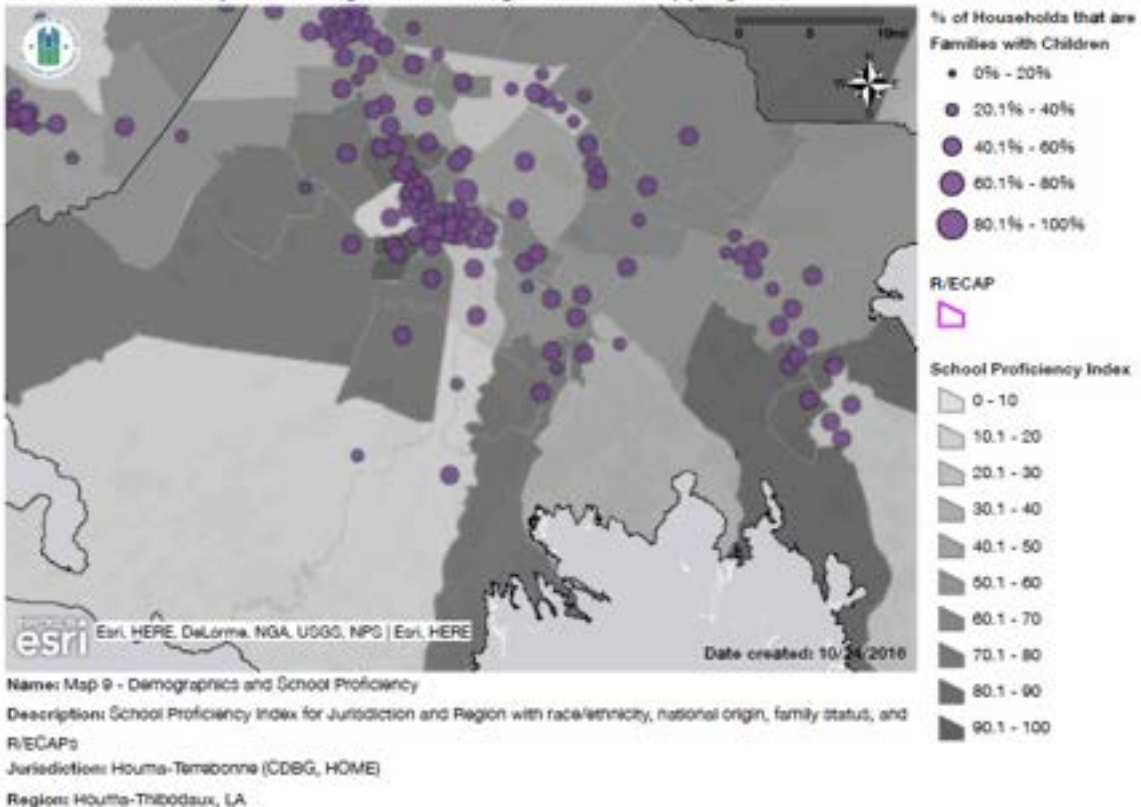 0
5
10mi
N
Esri, HERE, DeLorme, NGA, USGS, NPS | Esri, HERE
esri
Date created: 10/24/2016
% of Households that are
Families with Children
0% - 20%
20.1% - 40%
40.1% - 60%
60.1% - 80%
80.1% - 100%
R/ECAP
School Proficiency Index
0 - 10
10.1 - 20
20.1 - 30
30.1 - 40
40.1 - 50
50.1 - 60
60.1 - 70
70.1 - 80
80.1 - 90
90.1 - 100
Name: Map 9 - Demographics and School Proficiency
Description: School Proficiency Index for Jurisdiction and Region with race/ethnicity, national origin, family status, and
R/ECAPs
Jurisdiction: Houma-Terrebonne (CDBG, HOME)
Region: Houma-Thibodaux, LA